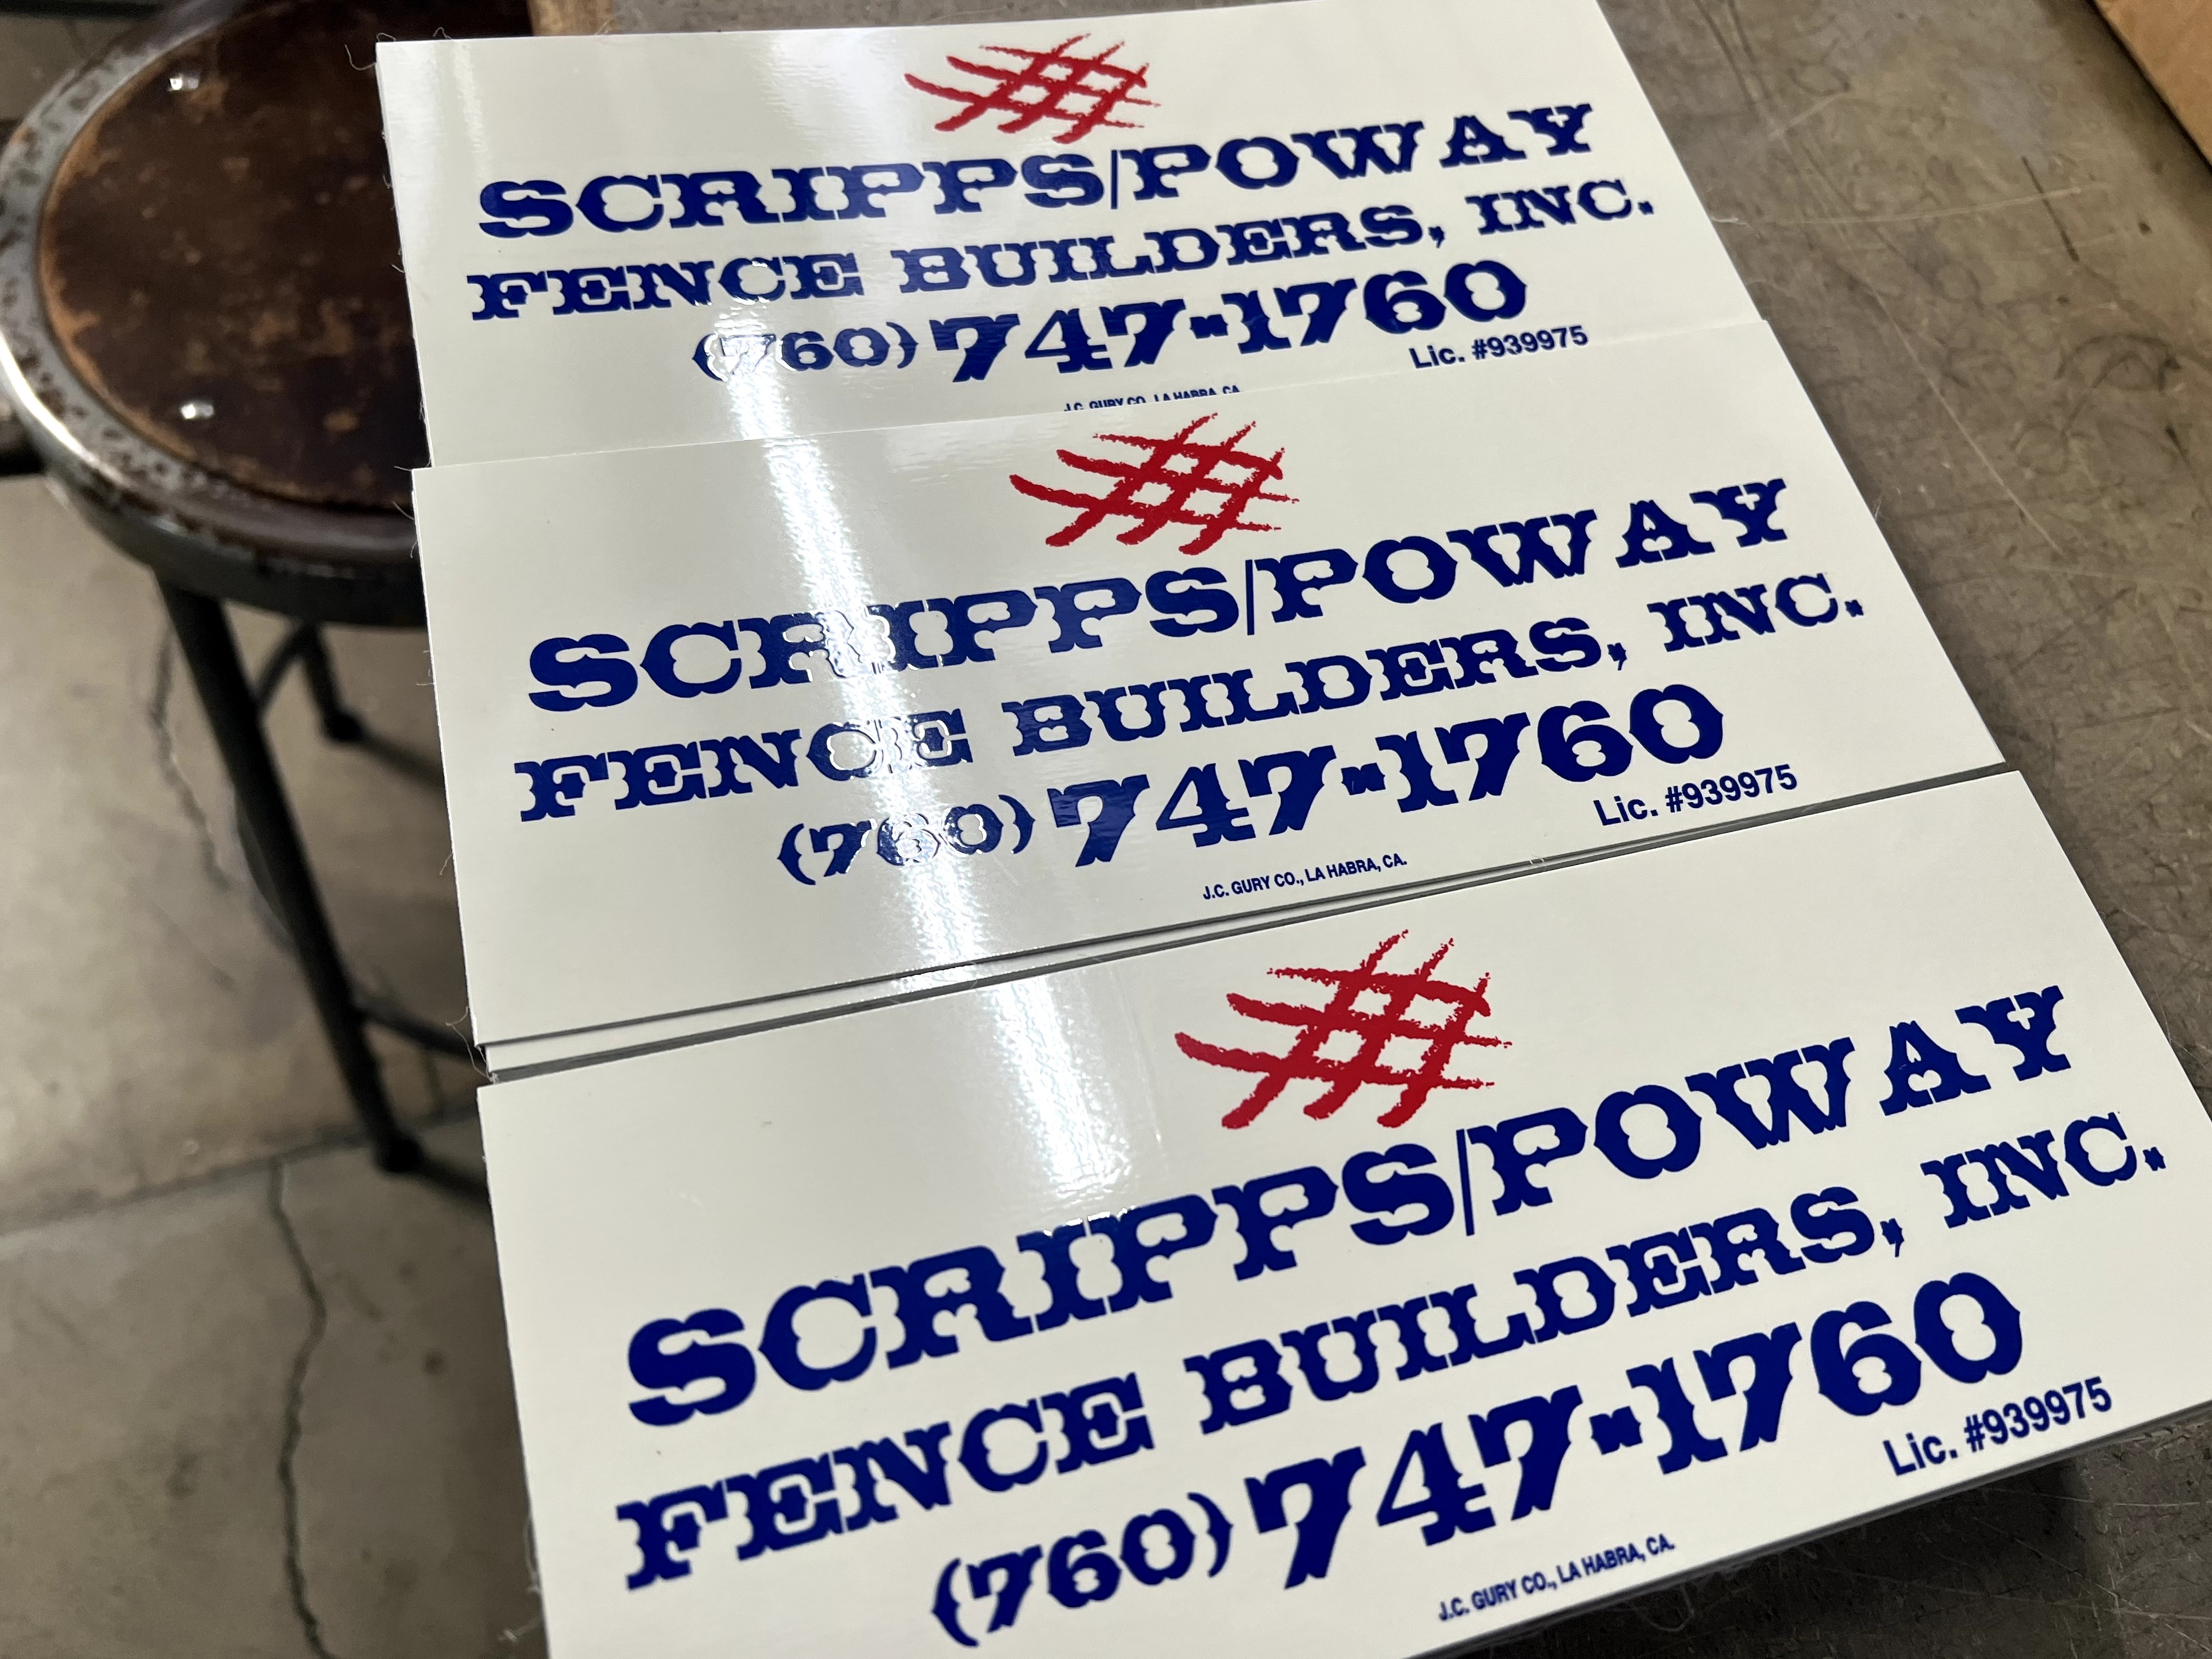 SCRIPPS/POWAY
FENCE BUILDERS, INC.
(760) 747-1760
Lic. #939975
J.C. GURY CO., LA HABRA, CA.
SCRIPPS/POWAY
FENCE BUILDERS, INC.
(760) 747-1760
Lic. #939975
J.C. GURY CO., LA HABRA, CA.
SCRIPPS/POWAY
FENCE BUILDERS, INC.
(760) 747-1760
Lic. #939975
J.C. GURY CO., LA HABRA, CA.